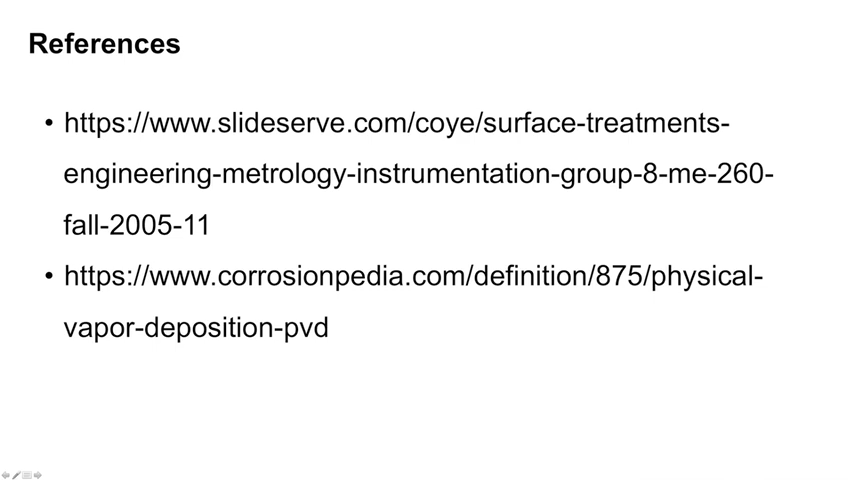 References
• https://www.slideserve.com/coye/surface-treatments-
engineering-metrology-instrumentation-group-8-me-260-
fall-2005-11
• https://www.corrosionpedia.com/definition/875/physical-
vapor-deposition-pvd